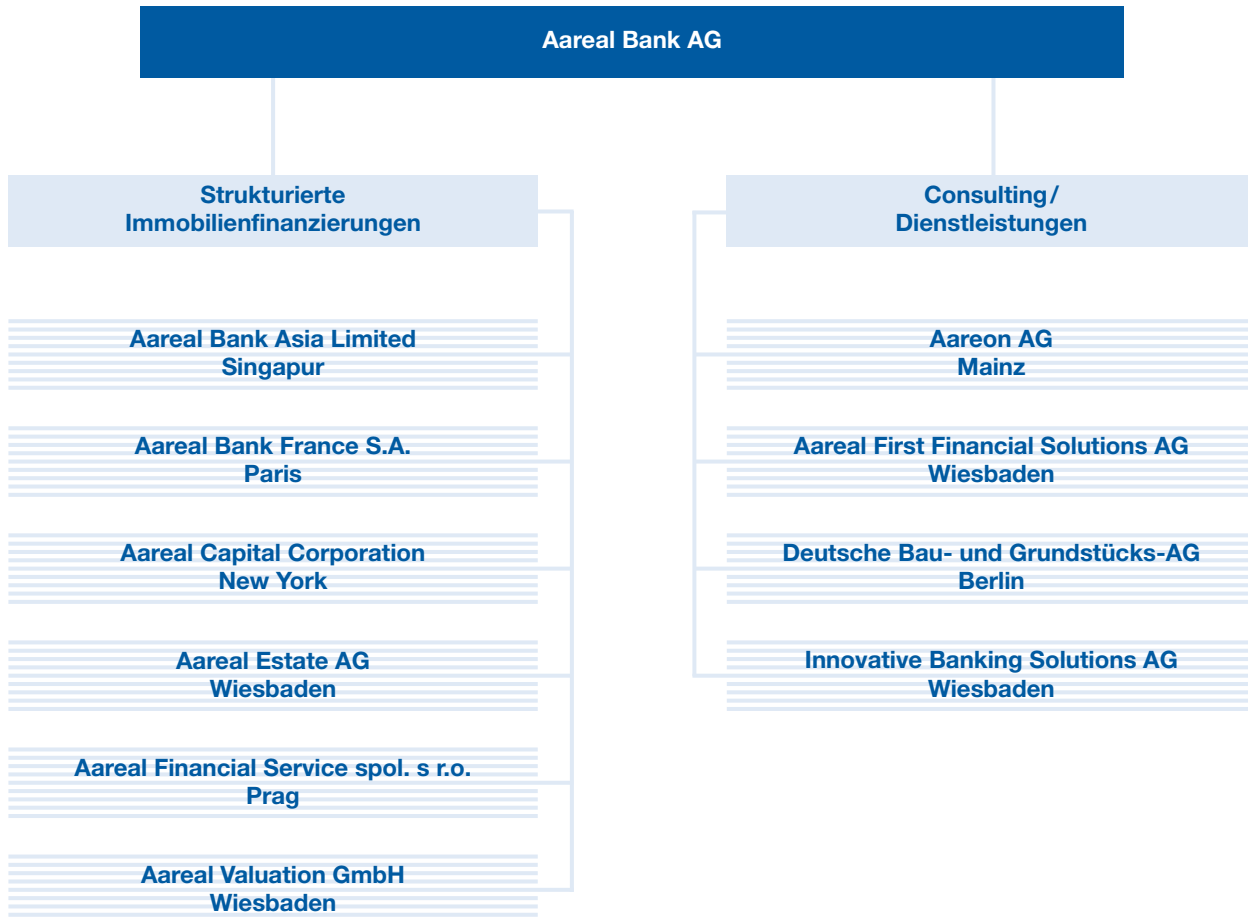 Aareal Bank AG
Strukturierte
Immobilienfinanzierungen
Aareal Bank Asia Limited
Singapur
Aareal Bank France S.A.
Paris
Aareal Capital Corporation
New York
Aareal Estate AG
Wiesbaden
Aareal Financial Service spol. s r.o.
Prag
Aareal Valuation GmbH
Wiesbaden
Consulting/
Dienstleistungen
Aareon AG
Mainz
Aareal First Financial Solutions AG
Wiesbaden
Deutsche Bau- und Grundstücks-AG
Berlin
Innovative Banking Solutions AG
Wiesbaden